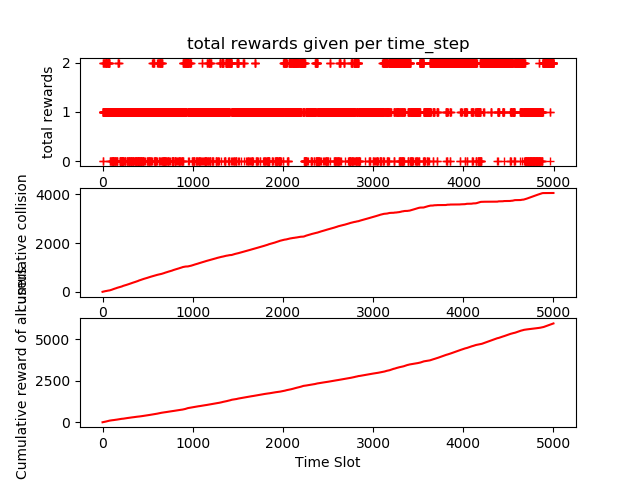 total rewards given per time_step
total rewards
2
1
0
0 1000 2000 3000 4000 5000
cumulative collision
4000
2000
0
0 1000 2000 3000 4000 5000
Cumulative reward of all users
5000
2500
0
0 1000 2000 3000 4000 5000
Time Slot